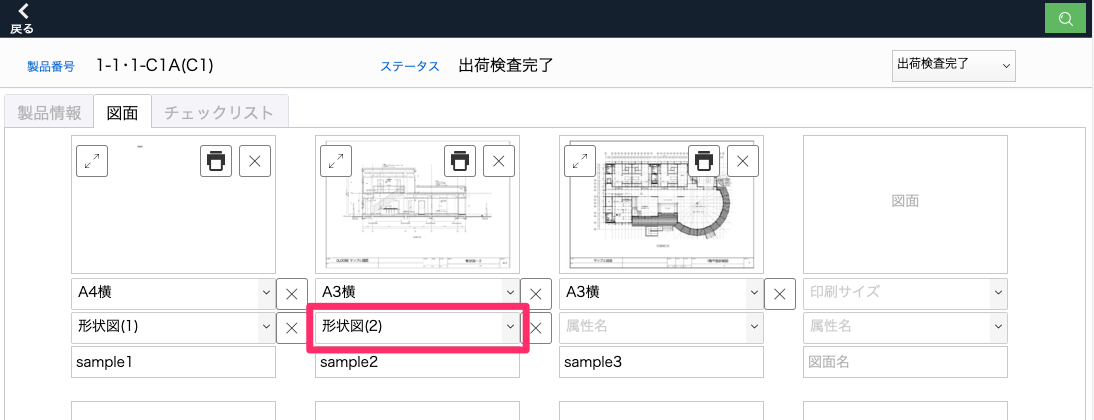 戻る
製品番号 1-1・1-C1A(C1) ステータス 出荷検査完了 出荷検査完了
製品情報 図面 チェックリスト
図面
A4横 A3横 A3横 印刷サイズ
形状図(1) 形状図(2) 属性名 属性名
sample1 sample2 sample3 図面名